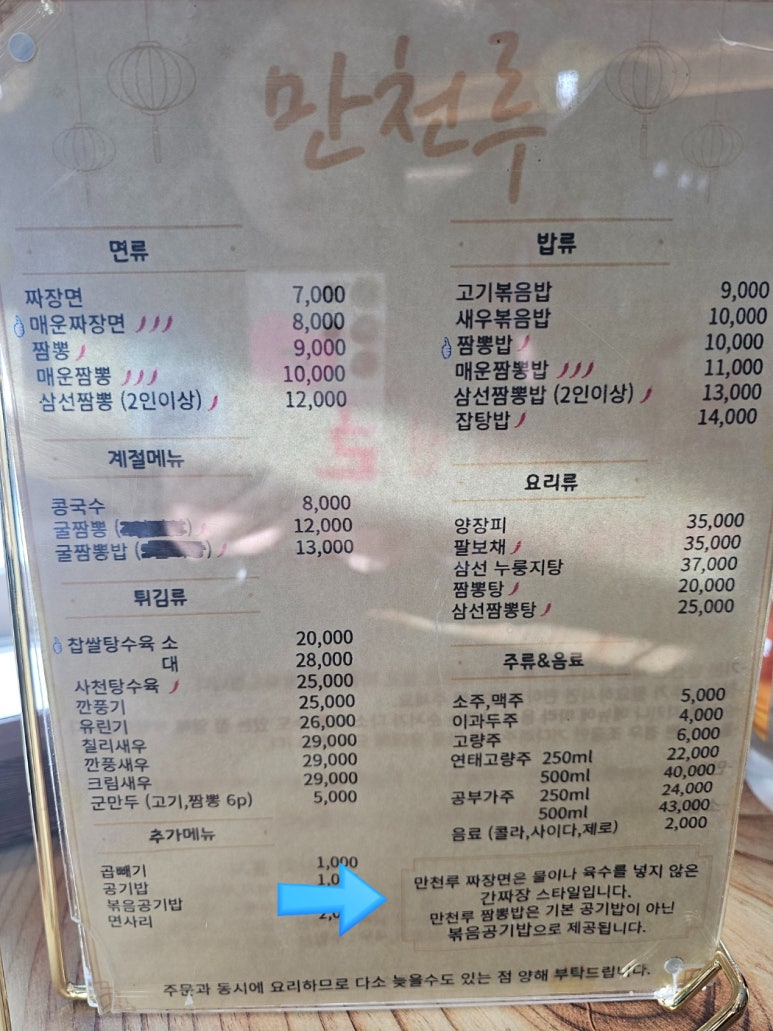 만천루
면류
짜장면 7,000
매운짜장면 8,000
짬뽕 9,000
매운짬뽕 10,000
삼선짬뽕 (2인이상) 12,000
계절메뉴
콩국수 8,000
굴짬뽕 ( ) 12,000
굴짬뽕밥 ( ) 13,000
튀김류
찹쌀탕수육 소 20,000
대 28,000
사천탕수육 25,000
깐풍기 25,000
유린기 26,000
칠리새우 29,000
깐풍새우 29,000
크림새우 29,000
군만두 (고기,짬뽕 6p) 5,000
추가메뉴
곱빼기 1,000
공기밥
볶음공기밥
면사리
밥류
고기볶음밥 9,000
새우볶음밥 10,000
짬뽕밥 10,000
매운짬뽕밥 11,000
삼선짬뽕밥 (2인이상) 13,000
잡탕밥 14,000
요리류
양장피 35,000
팔보채 35,000
삼선 누룽지탕 37,000
짬뽕탕 20,000
삼선짬뽕탕 25,000
주류&음료
소주,맥주 5,000
이과두주 4,000
고량주 6,000
연태고량주 250ml 22,000
500ml 40,000
공부가주 250ml 24,000
500ml 43,000
음료 (콜라,사이다,제로) 2,000
만천루 짜장면은 물이나 육수를 넣지 않은
간짜장 스타일입니다.
만천루 짬뽕밥은 기본 공기밥이 아닌
볶음공기밥으로 제공됩니다.
주문과 동시에 요리하므로 다소 늦을수도 있는 점 양해 부탁드립니다.